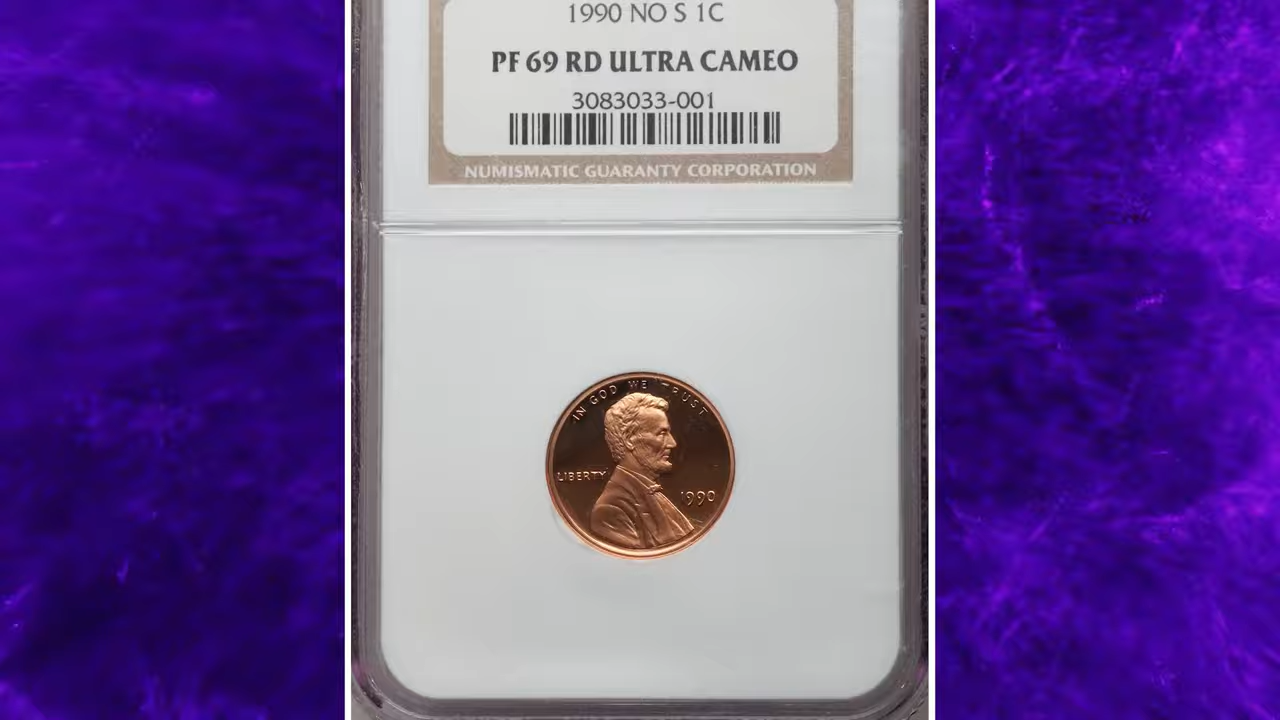 1990 NO S 1C
PF 69 RD ULTRA CAMEO
3083033-001
NUMISMATIC GUARANTY CORPORATION
IN GOD WE TRUST
LIBERTY
1990